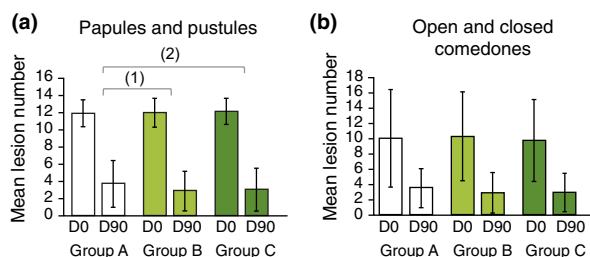 (a)
Papules and pustules
(2)
(1)
Mean lesion number
16
14
12
10
8
6
4
2
0
D0 D90 D0 D90 D0 D90
Group A Group B Group C
(b)
Open and closed
comedones
Mean lesion number
18
16
14
12
10
8
6
4
2
0
D0 D90 D0 D90 D0 D90
Group A Group B Group C